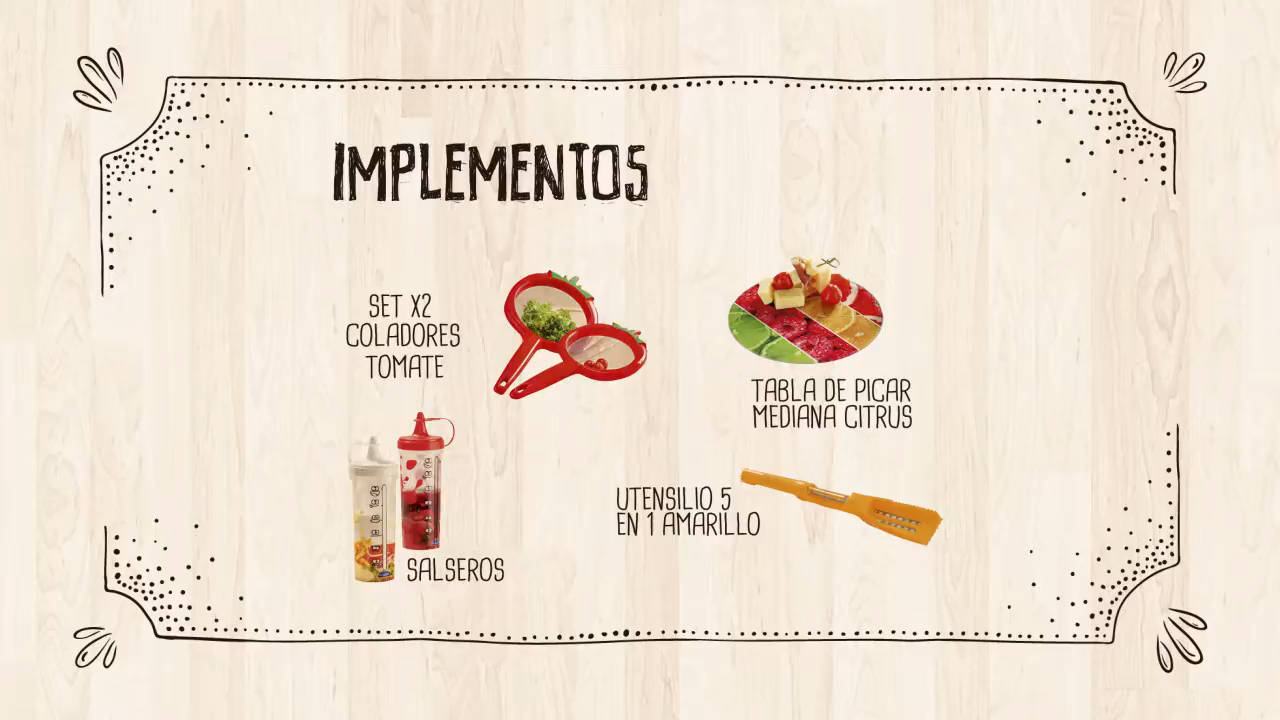 IMPLEMENTOS
SET X2
COLADORES
TOMATE
TABLA DE PICAR
MEDIANA CITRUS
UTENSILIO 5
EN 1 AMARILLO
SALSEROS